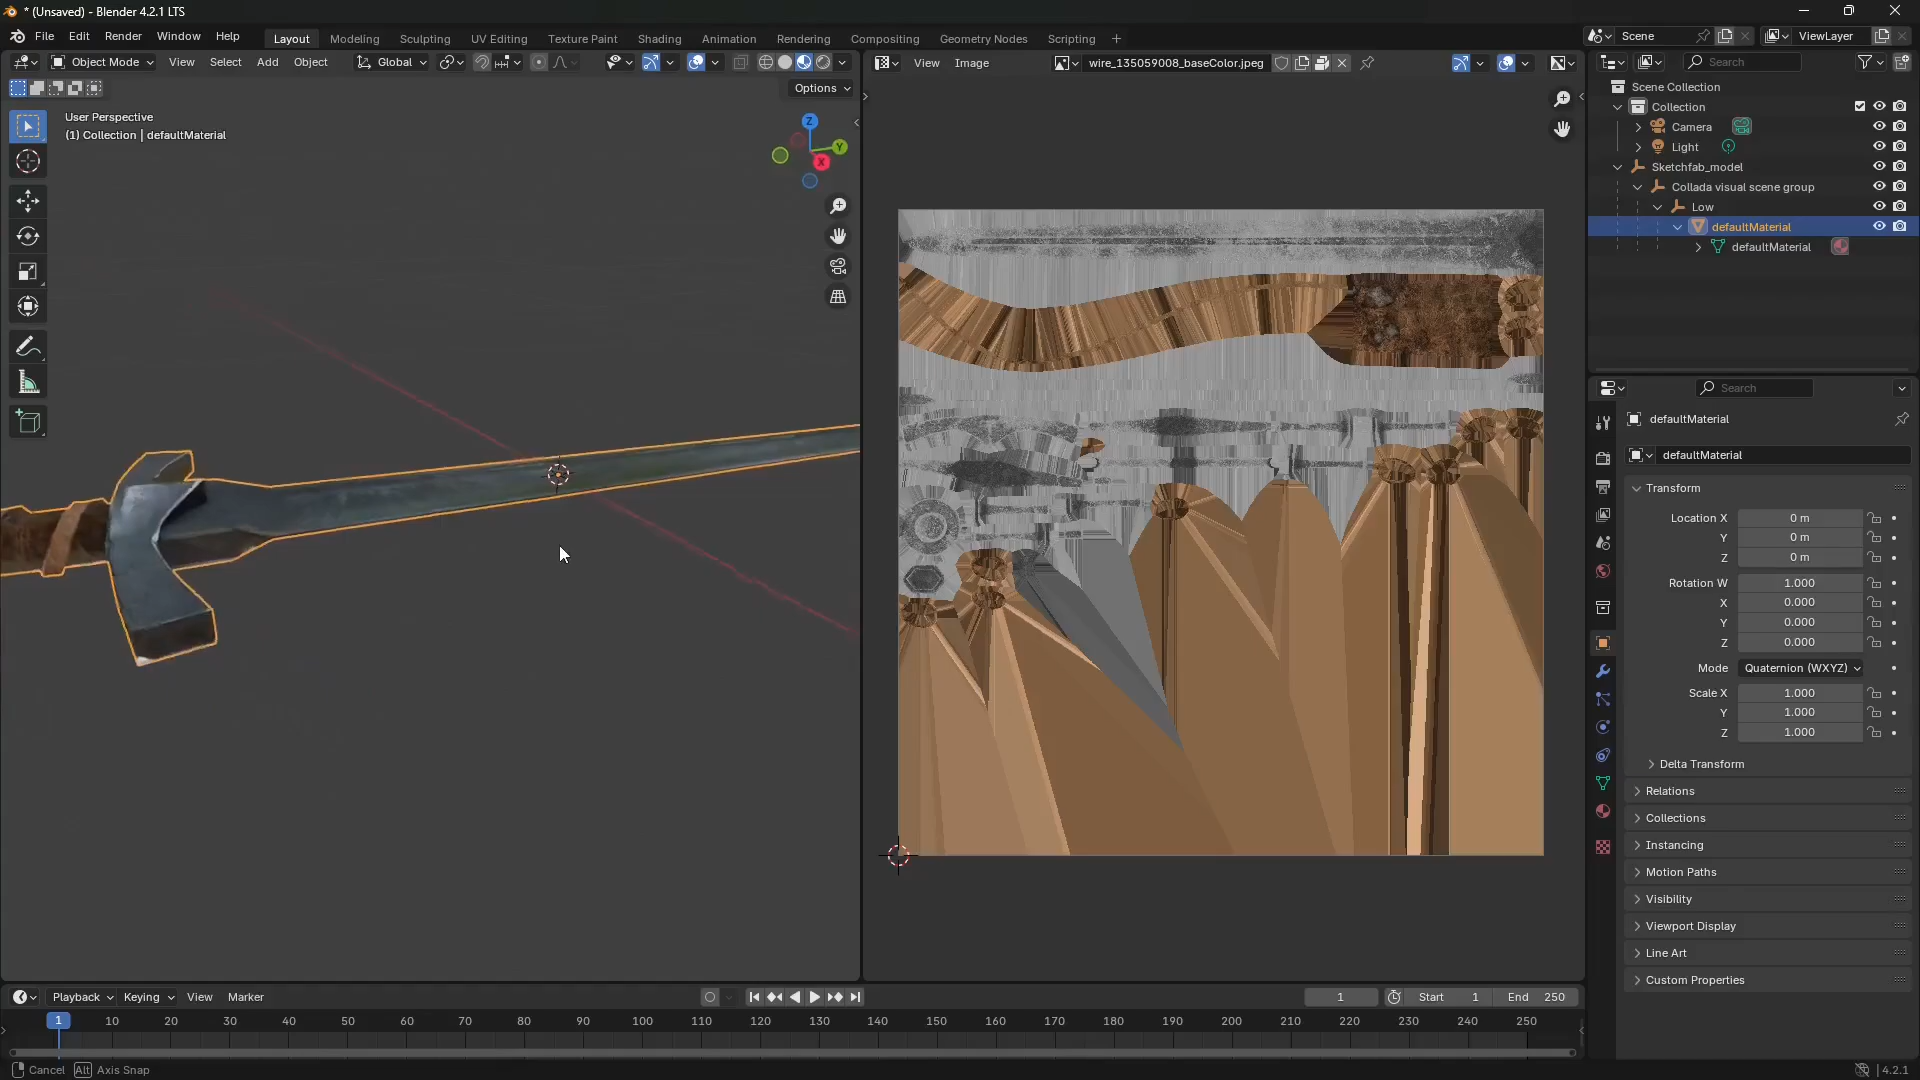 * (Unsaved) - Blender 4.2.1 LTS
File Edit Render Window Help
Layout Modeling Sculpting UV Editing Texture Paint Shading Animation Rendering Compositing Geometry Nodes Scripting +
Scene
ViewLayer
Object Mode View Select Add Object Global
View Image wire_135059008_baseColor.jpeg
Search
Options
User Perspective
(1) Collection | defaultMaterial
Z
Y
X
Scene Collection
Collection
Camera
Light
Sketchfab_model
Collada visual scene group
Low
defaultMaterial
defaultMaterial
Search
defaultMaterial
defaultMaterial
Transform
Location X 0 m
Y 0 m
Z 0 m
Rotation W 1.000
X 0.000
Y 0.000
Z 0.000
Mode Quaternion (WXYZ)
Scale X 1.000
Y 1.000
Z 1.000
Delta Transform
Relations
Collections
Instancing
Motion Paths
Visibility
Viewport Display
Line Art
Custom Properties
Playback Keying View Marker
1 Start 1 End 250
1 10 20 30 40 50 60 70 80 90 100 110 120 130 140 150 160 170 180 190 200 210 220 230 240 250
Cancel Alt Axis Snap
4.2.1